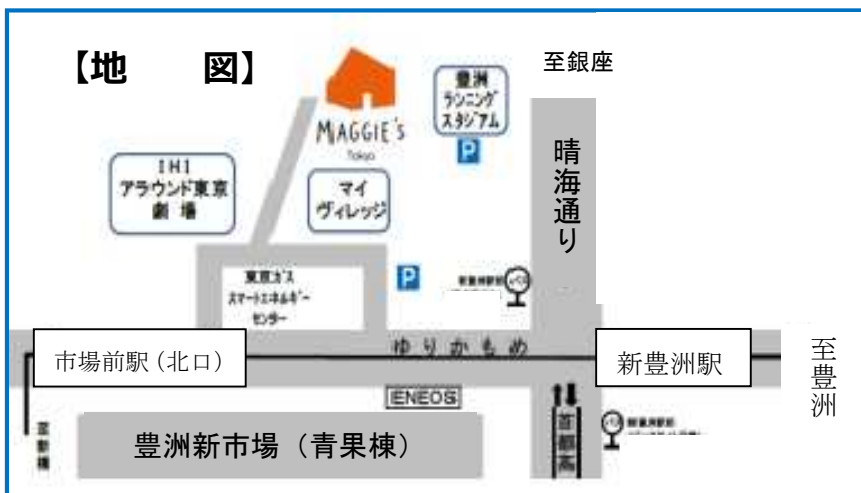 【地　図】
至銀座
MAGGIE's
Tokyo
豊洲
ランニング
スタジアム
P
IHI
アラウンド東京
劇場
マイ
ヴィレッジ
晴海通り
東京ガス
スマートエネルギー
センター
P
ゆりかもめ
市場前駅（北口）
新豊洲駅
至豊洲
ENEOS
豊洲新市場（青果棟）
首都高
至新橋